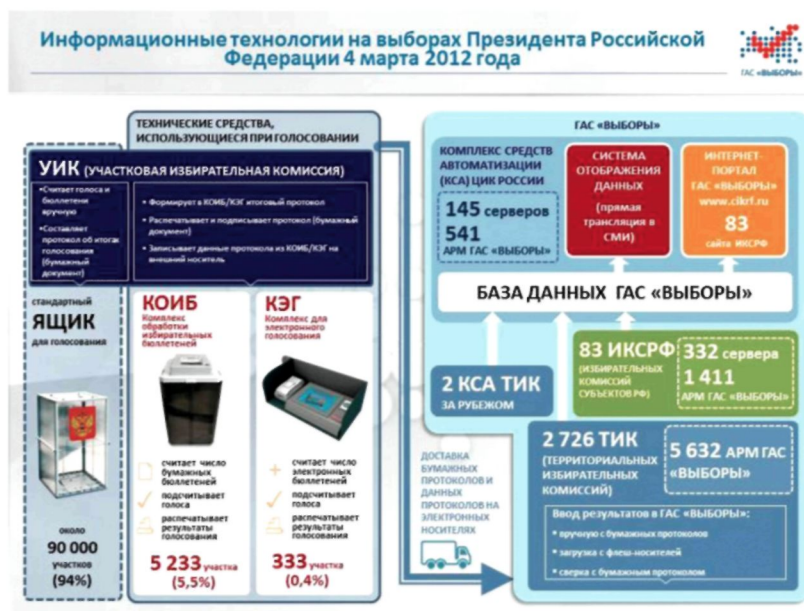 Информационные технологии на выборах Президента Российской
Федерации 4 марта 2012 года
ГАС «ВЫБОРЫ»
ТЕХНИЧЕСКИЕ СРЕДСТВА,
ИСПОЛЬЗУЮЩИЕСЯ ПРИ ГОЛОСОВАНИИ
УИК (УЧАСТКОВАЯ ИЗБИРАТЕЛЬНАЯ КОМИССИЯ)
•Считает голоса и
бюллетени
вручную
•Составляет
протокол об итогах
голосования
(бумажный
документ)
• Формирует в КОИБ/КЭГ итоговый протокол
• Распечатывает и подписывает протокол (бумажный
документ)
• Записывает данные протокола из КОИБ/КЭГ на
внешний носитель
стандартный
ЯЩИК
для голосования
около
90 000
участков
(94%)
КОИБ
Комплекс
обработки
избирательных
бюллетеней
считает число
бумажных
бюллетеней
подсчитывает
голоса
распечатывает
результаты
голосования
5 233 участка
(5,5%)
КЭГ
Комплекс для
электронного
голосования
считает число
электронных
бюллетеней
подсчитывает
голоса
распечатывает
результаты
голосования
333 участка
(0,4%)
ДОСТАВКА
БУМАЖНЫХ
ПРОТОКОЛОВ И
ДАННЫХ
ПРОТОКОЛОВ НА
ЭЛЕКТРОННЫХ
НОСИТЕЛЯХ
ГАС «ВЫБОРЫ»
КОМПЛЕКС СРЕДСТВ
АВТОМАТИЗАЦИИ
(КСА) ЦИК РОССИИ
145 серверов
541
АРМ ГАС «ВЫБОРЫ»
СИСТЕМА
ОТОБРАЖЕНИЯ
ДАННЫХ
(прямая
трансляция в
СМИ)
ИНТЕРНЕТ-
ПОРТАЛ
ГАС «ВЫБОРЫ»
www.cikrf.ru
83
сайта ИКСРФ
БАЗА ДАННЫХ ГАС «ВЫБОРЫ»
2 КСА ТИК
ЗА РУБЕЖОМ
83 ИКСРФ
(ИЗБИРАТЕЛЬНЫХ
КОМИССИЙ
СУБЪЕКТОВ РФ)
332 сервера
1 411
АРМ ГАС «ВЫБОРЫ»
2 726 ТИК
(ТЕРРИТОРИАЛЬНЫХ
ИЗБИРАТЕЛЬНЫХ
КОМИССИЙ)
5 632 АРМ ГАС
«ВЫБОРЫ»
Ввод результатов в ГАС «ВЫБОРЫ»:
• вручную с бумажных протоколов
• загрузка с флеш-носителей
• сверка с бумажным протоколом